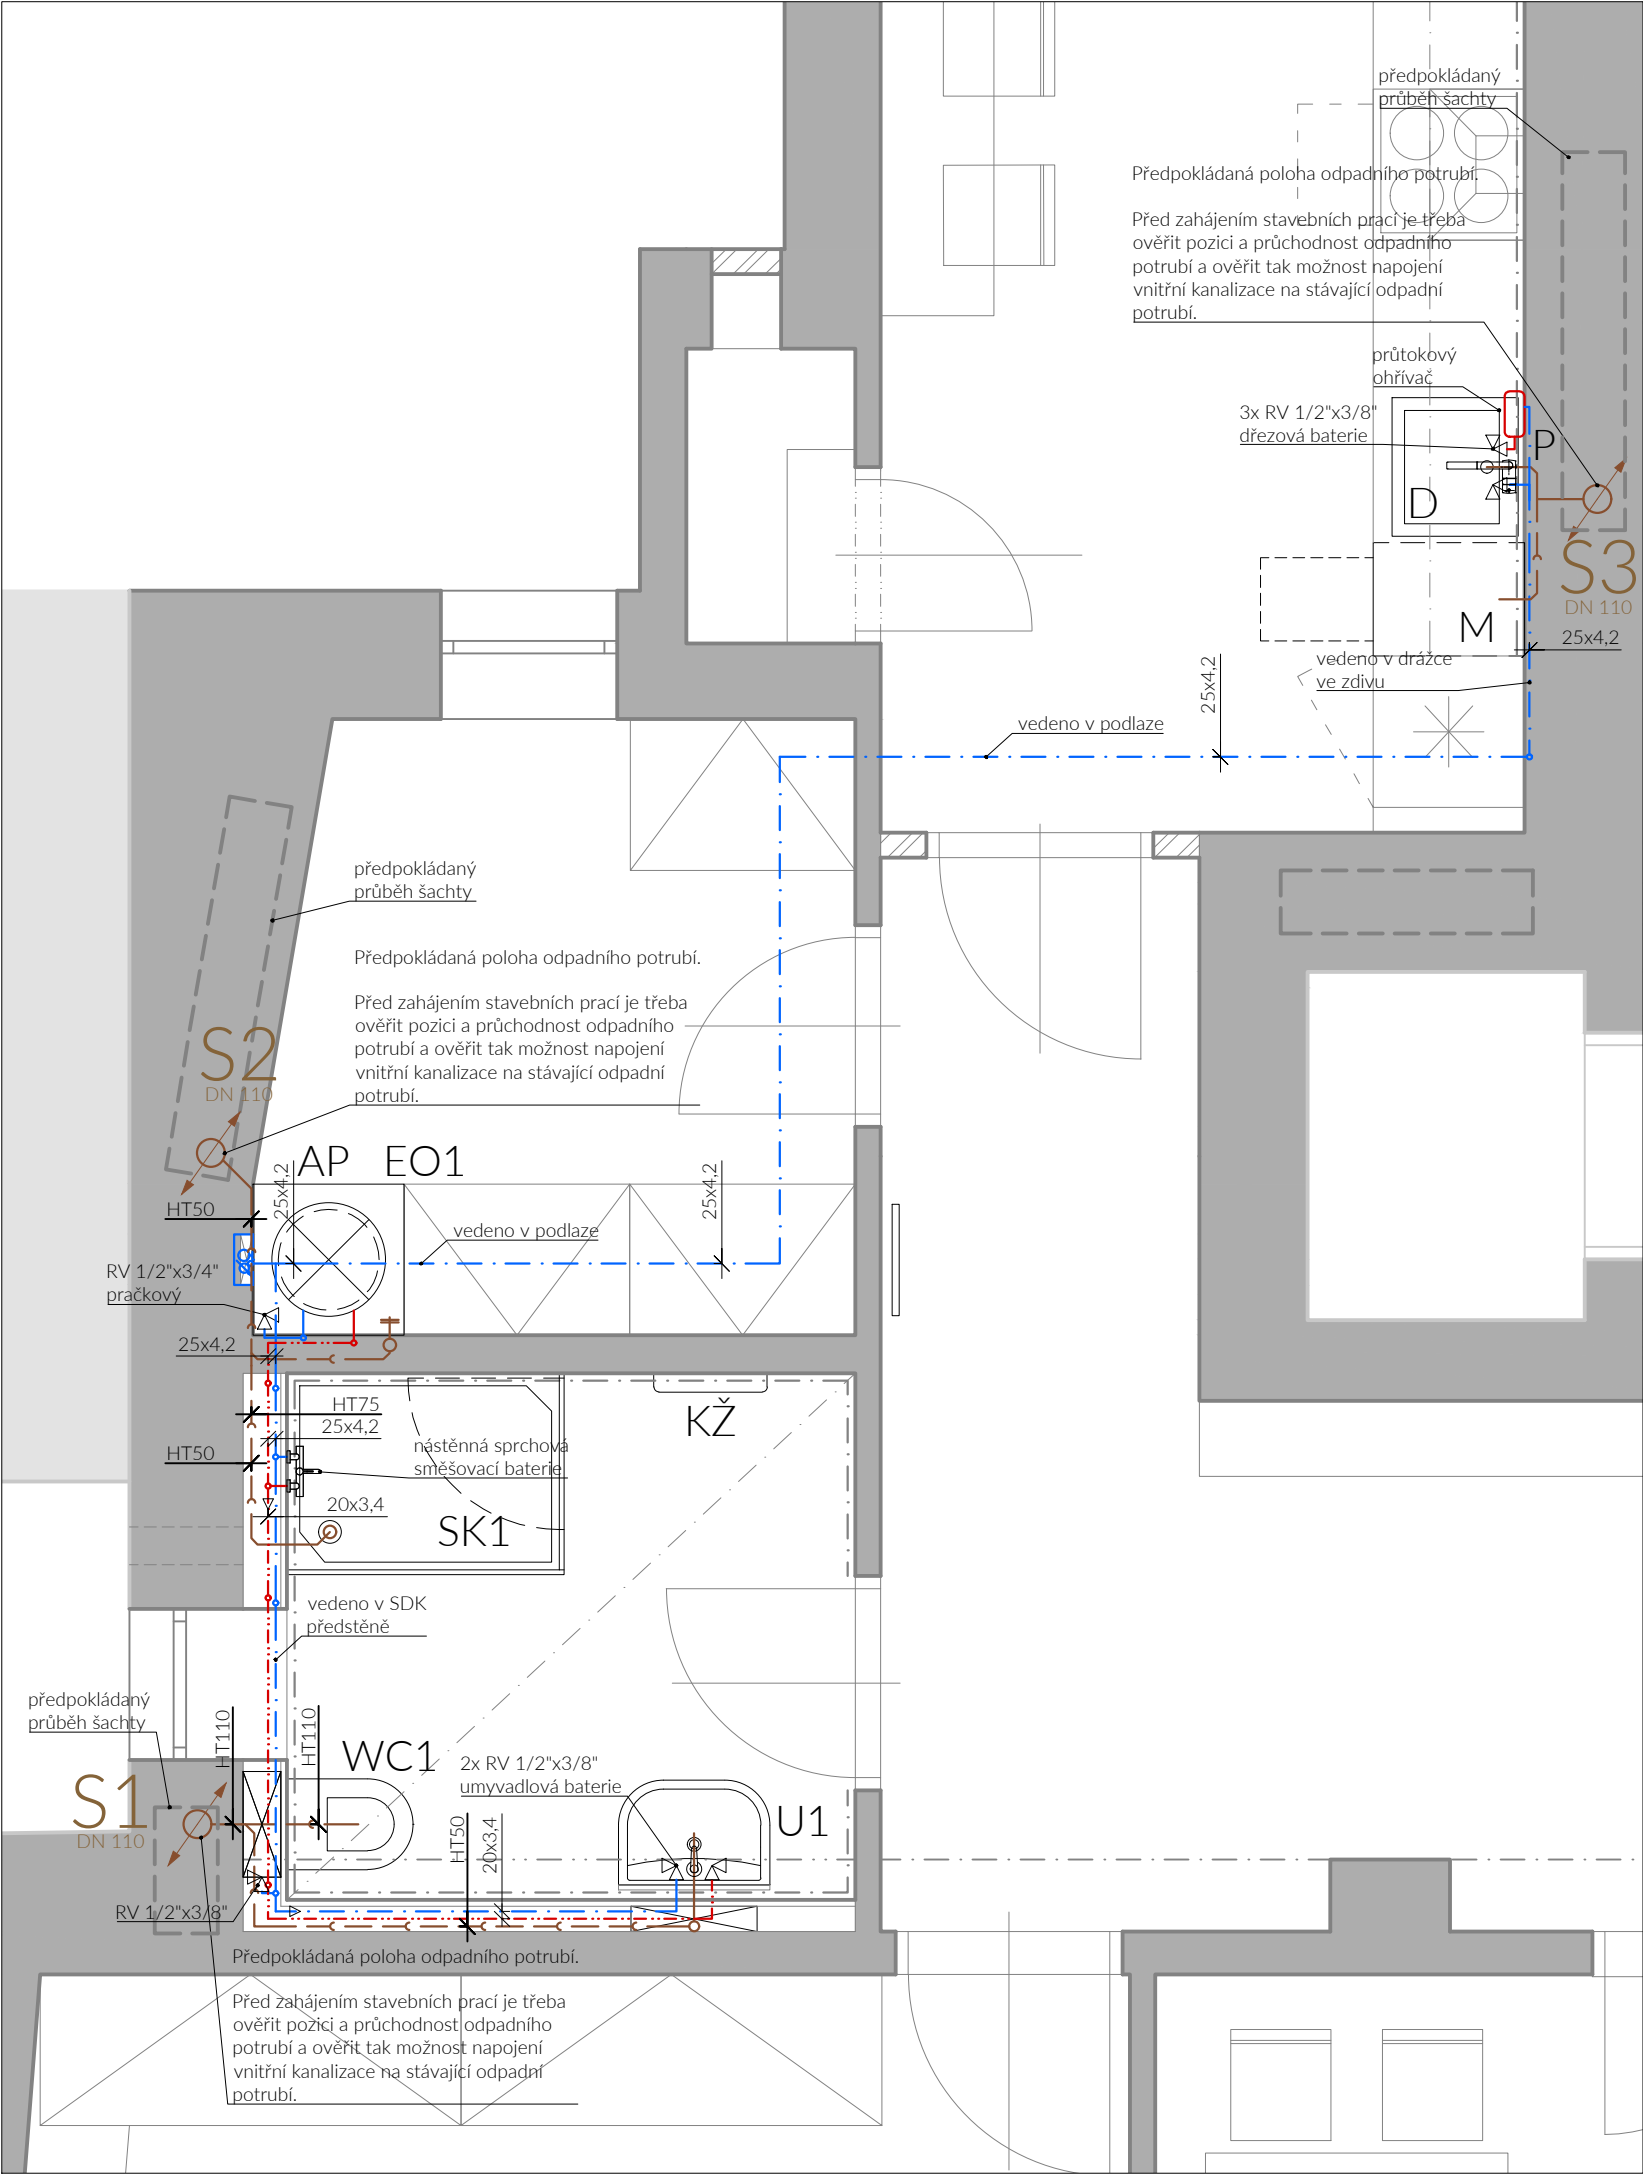 předpokládaný
průběh šachty
Předpokládaná poloha odpadního potrubí.
Před zahájením stavebních prací je třeba
ověřit pozici a průchodnost odpadního
potrubí a ověřit tak možnost napojení
vnitřní kanalizace na stávající odpadní
potrubí.
průtokový
ohřívač
3x RV 1/2"x3/8"
dřezová baterie
P
D
S3
DN 110
M
25x4,2
vedeno v drážce
ve zdivu
25x4,2
vedeno v podlaze
předpokládaný
průběh šachty
Předpokládaná poloha odpadního potrubí.
Před zahájením stavebních prací je třeba
ověřit pozici a průchodnost odpadního
potrubí a ověřit tak možnost napojení
vnitřní kanalizace na stávající odpadní
potrubí.
S2
DN 110
AP
EO1
25x4,2
25x4,2
HT50
vedeno v podlaze
RV 1/2"x3/4"
pračkový
25x4,2
HT75
25x4,2
KŽ
HT50
nástěnná sprchová
směšovací baterie
20x3,4
SK1
vedeno v SDK
předstěně
předpokládaný
průběh šachty
HT110
HT110
WC1
2x RV 1/2"x3/8"
umyvadlová baterie
S1
DN 110
U1
HT50
20x3,4
RV 1/2"x3/8"
Předpokládaná poloha odpadního potrubí.
Před zahájením stavebních prací je třeba
ověřit pozici a průchodnost odpadního
potrubí a ověřit tak možnost napojení
vnitřní kanalizace na stávající odpadní
potrubí.